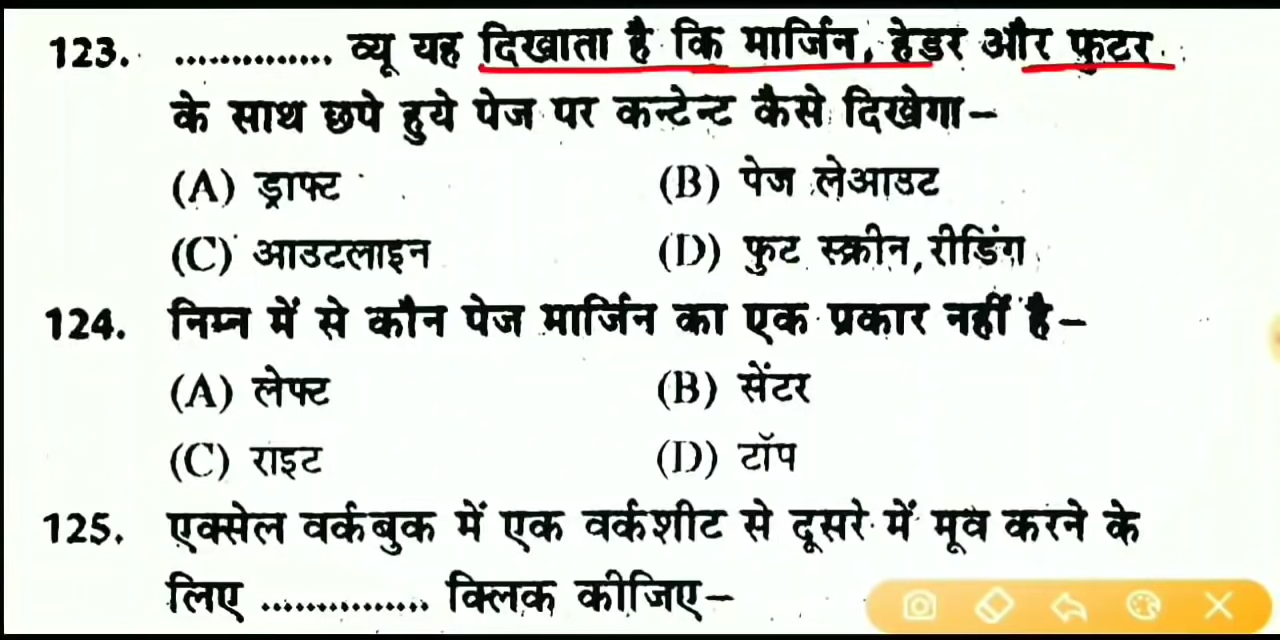 123. .............. व्यू यह दिखाता है कि मार्जिन, हेडर और फुटर
के साथ छपे हुये पेज पर कन्टेन्ट कैसे दिखेगा–
(A) ड्राफ्ट (B) पेज लेआउट
(C) आउटलाइन (D) फुट स्क्रीन, रीडिंग
124. निम्न में से कौन पेज मार्जिन का एक प्रकार नहीं है–
(A) लेफ्ट (B) सेंटर
(C) राइट (D) टॉप
125. एक्सेल वर्कबुक में एक वर्कशीट से दूसरे में मूव करने के
लिए ............... क्लिक कीजिए–